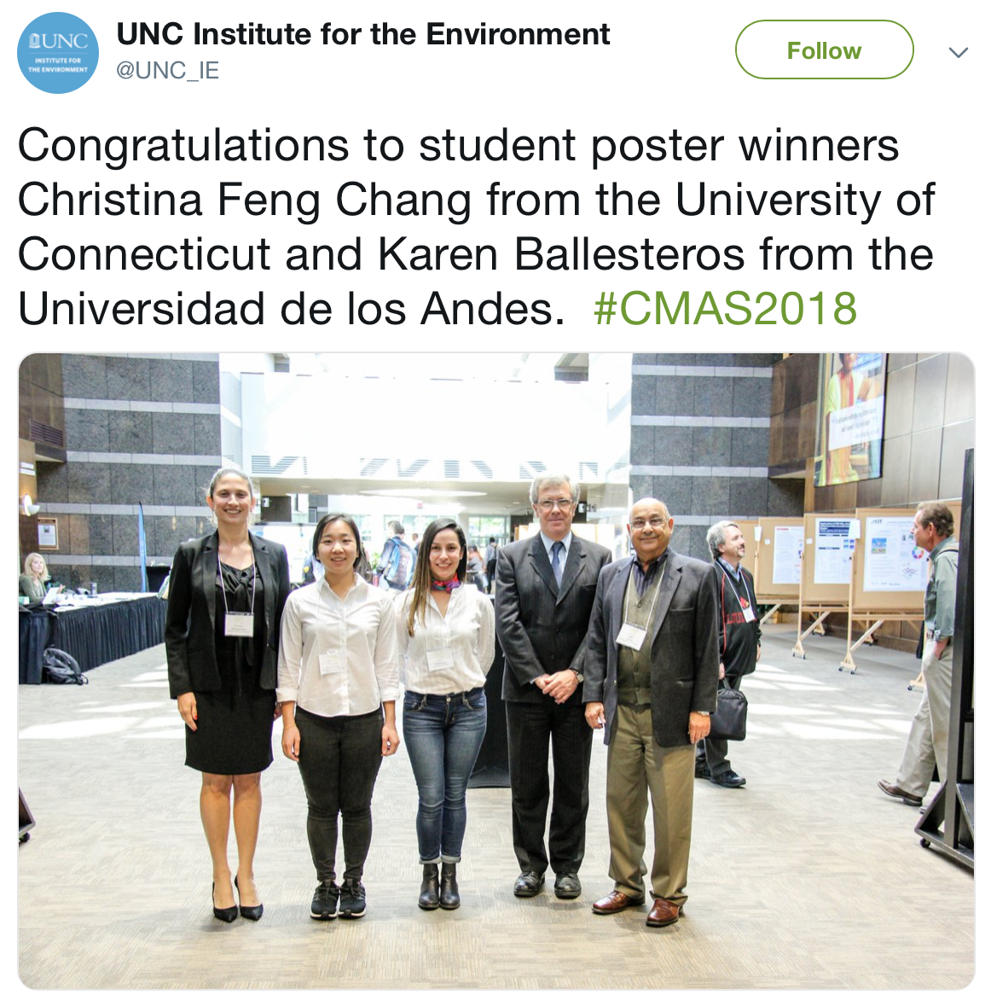 UNC
INSTITUTE FOR
THE ENVIRONMENT
UNC Institute for the Environment
@UNC_IE
Follow
Congratulations to student poster winners
Christina Feng Chang from the University of
Connecticut and Karen Ballesteros from the
Universidad de los Andes. #CMAS2018